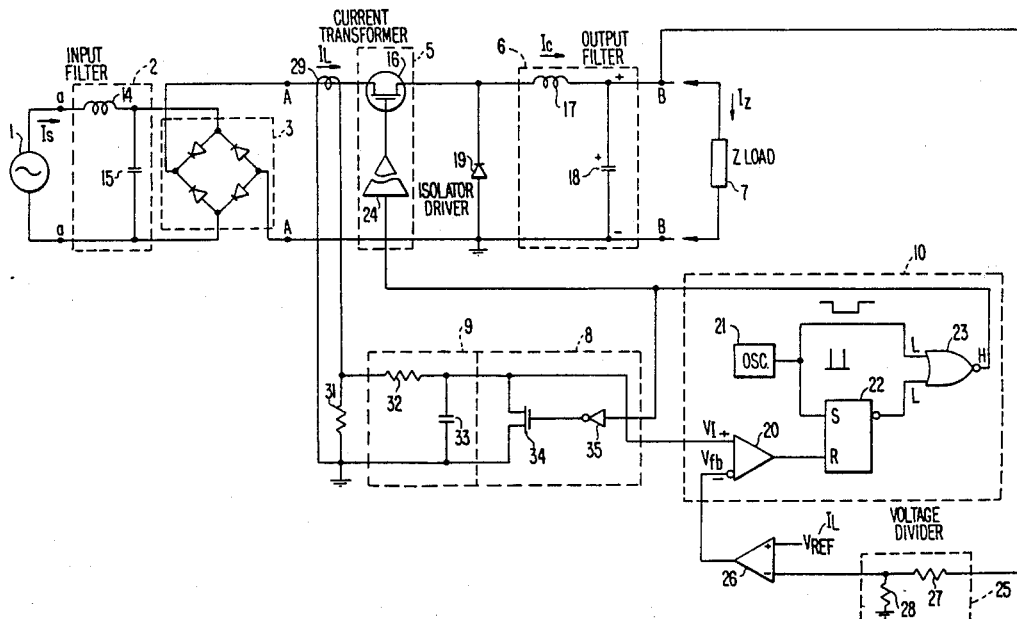 CURRENT
TRANSFORMER
INPUT
FILTER
2
14
a
Is
1
15
a
3
29
IL
16
5
A
A
24
ISOLATOR
DRIVER
19
6
Ic
OUTPUT
FILTER
17
+
+
18
-
B
B
Iz
Z LOAD
7
10
21
OSC.
L
23
H
L
22
S
R
9
8
31
32
33
34
35
VI +
Vfb
-
20
IL
VREF
+
-
26
VOLTAGE
DIVIDER
27
28
25